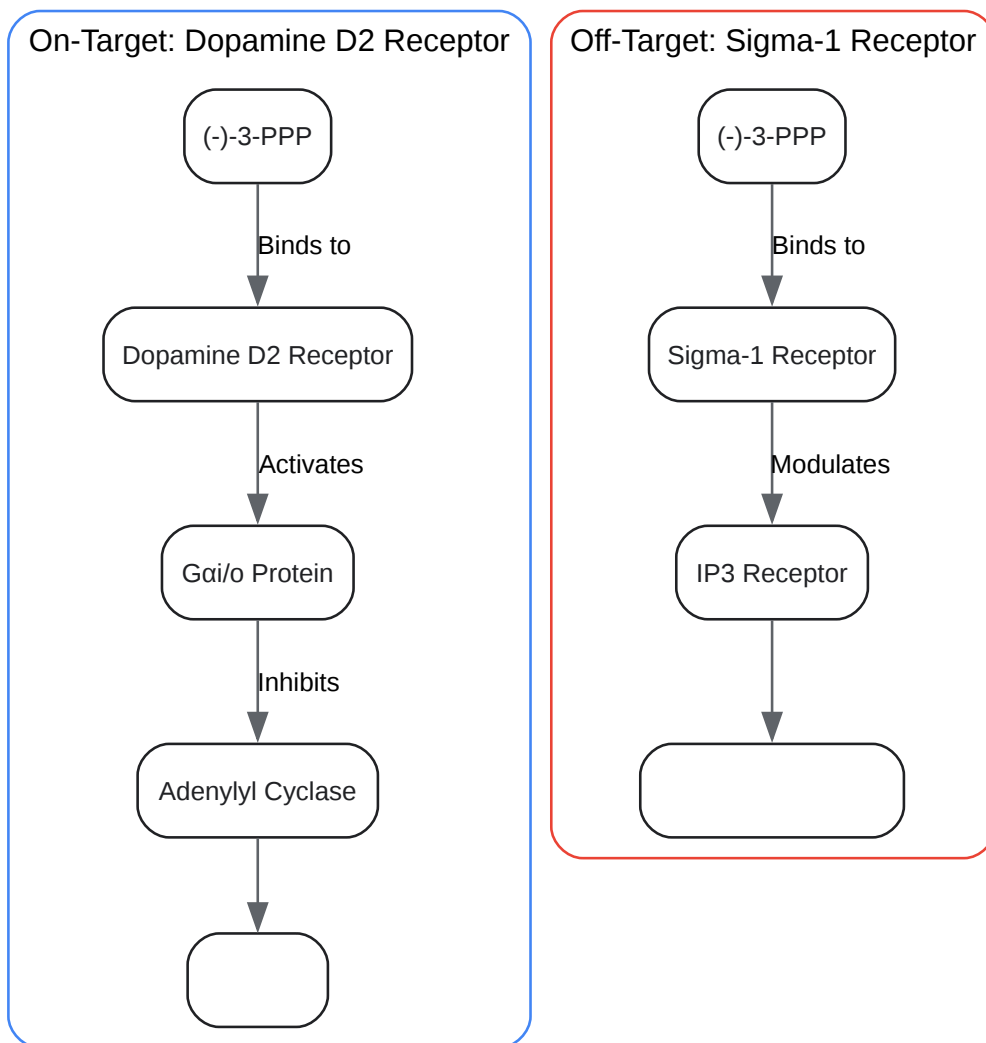 On-Target: Dopamine D2 Receptor
(-)-3-PPP
Binds to
Dopamine D2 Receptor
Activates
Gαi/o Protein
Inhibits
Adenylyl Cyclase
Off-Target: Sigma-1 Receptor
(-)-3-PPP
Binds to
Sigma-1 Receptor
Modulates
IP3 Receptor